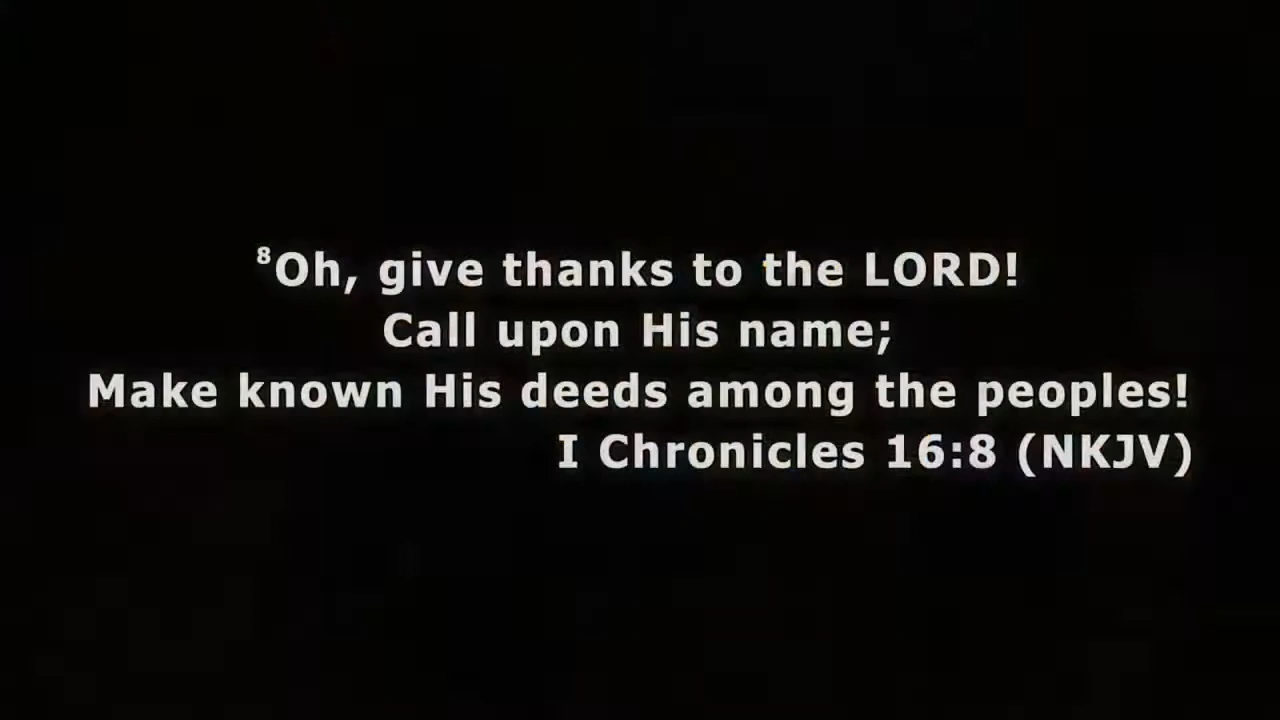 ⁸Oh, give thanks to the LORD!
Call upon His name;
Make known His deeds among the peoples!
I Chronicles 16:8 (NKJV)